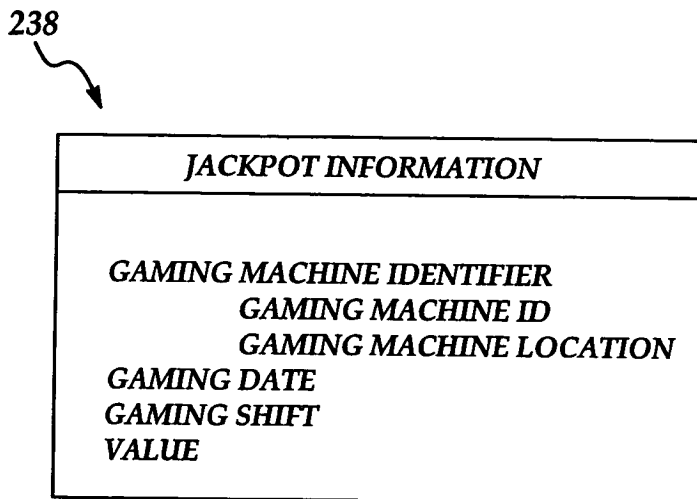 238
JACKPOT INFORMATION
GAMING MACHINE IDENTIFIER
GAMING MACHINE ID
GAMING MACHINE LOCATION
GAMING DATE
GAMING SHIFT
VALUE